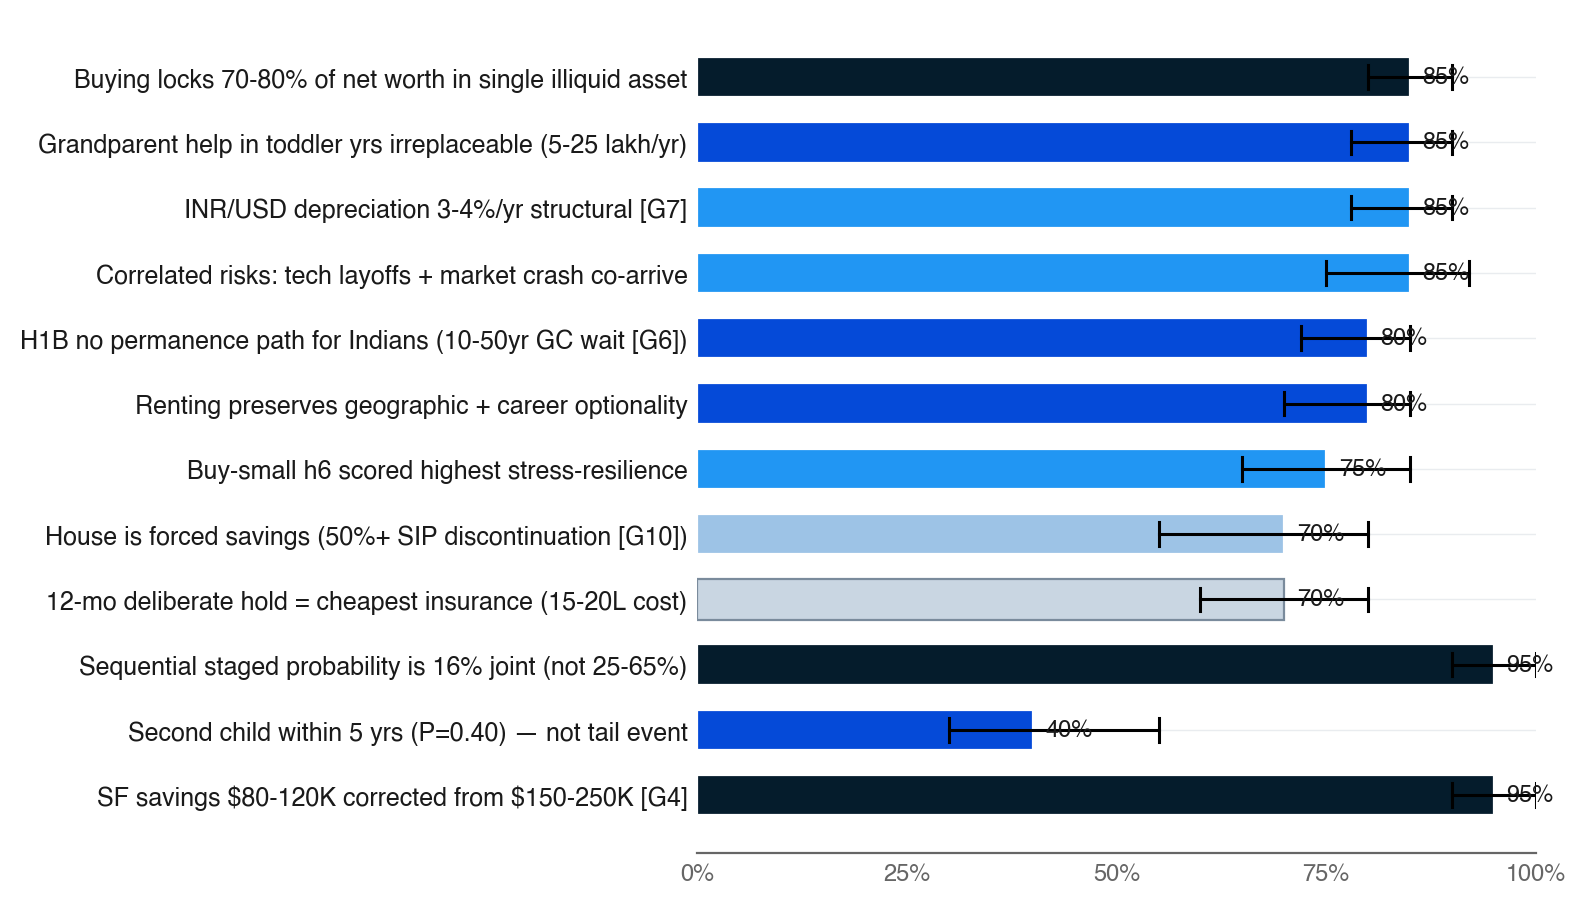 Buying locks 70-80% of net worth in single illiquid asset 85%
Grandparent help in toddler yrs irreplaceable (5-25 lakh/yr) 85%
INR/USD depreciation 3-4%/yr structural [G7] 85%
Correlated risks: tech layoffs + market crash co-arrive 85%
H1B no permanence path for Indians (10-50yr GC wait [G6]) 80%
Renting preserves geographic + career optionality 80%
Buy-small h6 scored highest stress-resilience 75%
House is forced savings (50%+ SIP discontinuation [G10]) 70%
12-mo deliberate hold = cheapest insurance (15-20L cost) 70%
Sequential staged probability is 16% joint (not 25-65%) 95%
Second child within 5 yrs (P=0.40) — not tail event 40%
SF savings $80-120K corrected from $150-250K [G4] 95%
0% 25% 50% 75% 100%